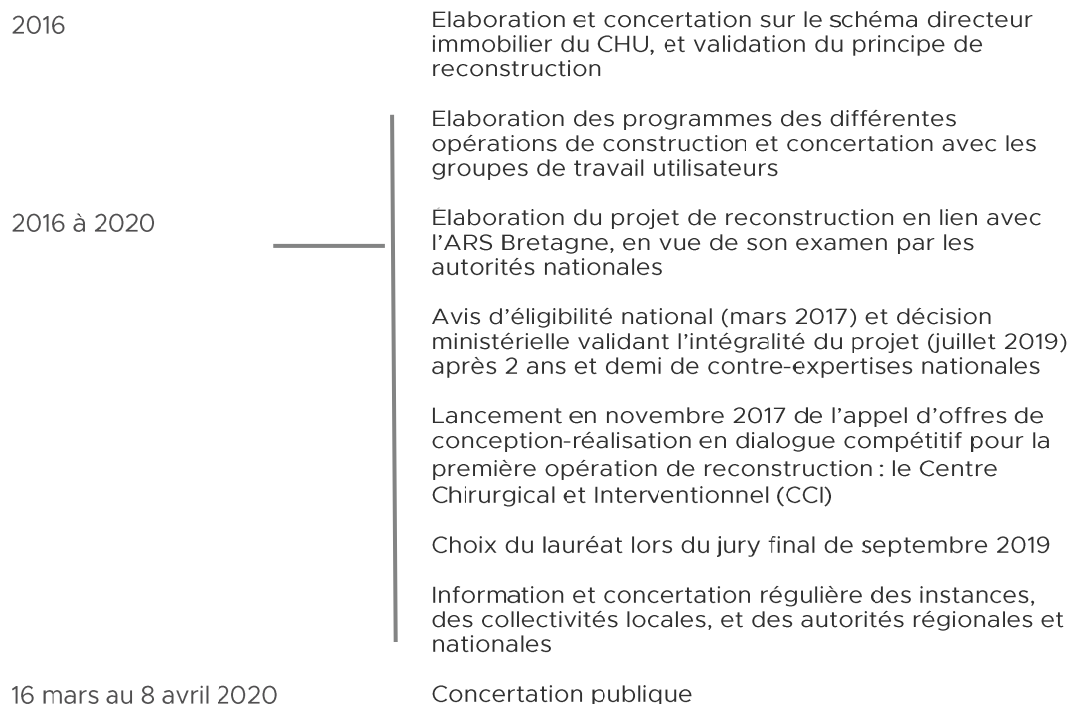 2016
Elaboration et concertation sur le schéma directeur
immobilier du CHU, et validation du principe de
reconstruction
Elaboration des programmes des différentes
opérations de construction et concertation avec les
groupes de travail utilisateurs
2016 à 2020
Élaboration du projet de reconstruction en lien avec
l'ARS Bretagne, en vue de son examen par les
autorités nationales
Avis d'éligibilité national (mars 2017) et décision
ministérielle validant l'intégralité du projet (juillet 2019)
après 2 ans et demi de contre-expertises nationales
Lancement en novembre 2017 de l'appel d'offres de
conception-réalisation en dialogue compétitif pour la
première opération de reconstruction : le Centre
Chirurgical et Interventionnel (CCI)
Choix du lauréat lors du jury final de septembre 2019
Information et concertation régulière des instances,
des collectivités locales, et des autorités régionales et
nationales
16 mars au 8 avril 2020
Concertation publique